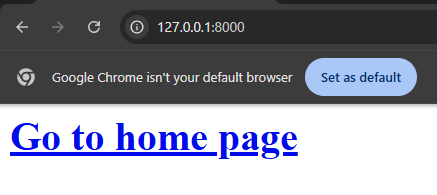 127.0.0.1:8000
Google Chrome isn't your default browser Set as default
Go to home page